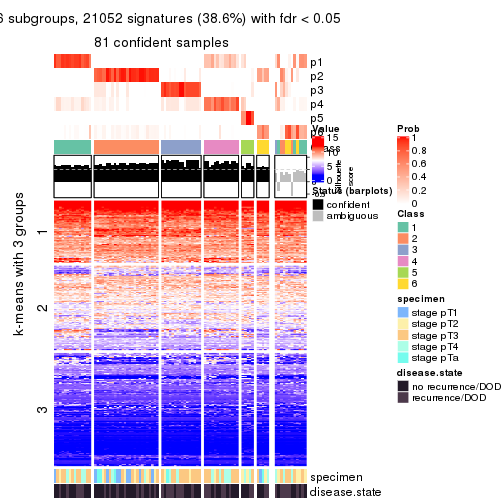 6 subgroups, 21052 signatures (38.6%) with fdr < 0.05
81 confident samples
p1
p2
p3
p4
p5
Value
15
10
5
0
Silhouette
score
Status (barplots)
confident
ambiguous
Prob
1
0.8
0.6
0.4
0.2
0
Class
1
2
3
4
5
6
specimen
stage pT1
stage pT2
stage pT3
stage pT4
stage pTa
disease.state
no recurrence/DOD
recurrence/DOD
k-means with 3 groups
1
2
3
specimen
disease.state